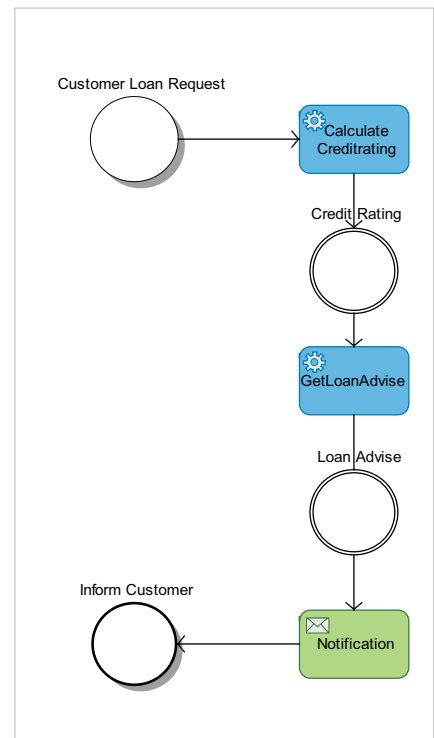 Customer Loan Request
Calculate
Creditrating
Credit Rating
GetLoanAdvise
Loan Advise
Inform Customer
Notification